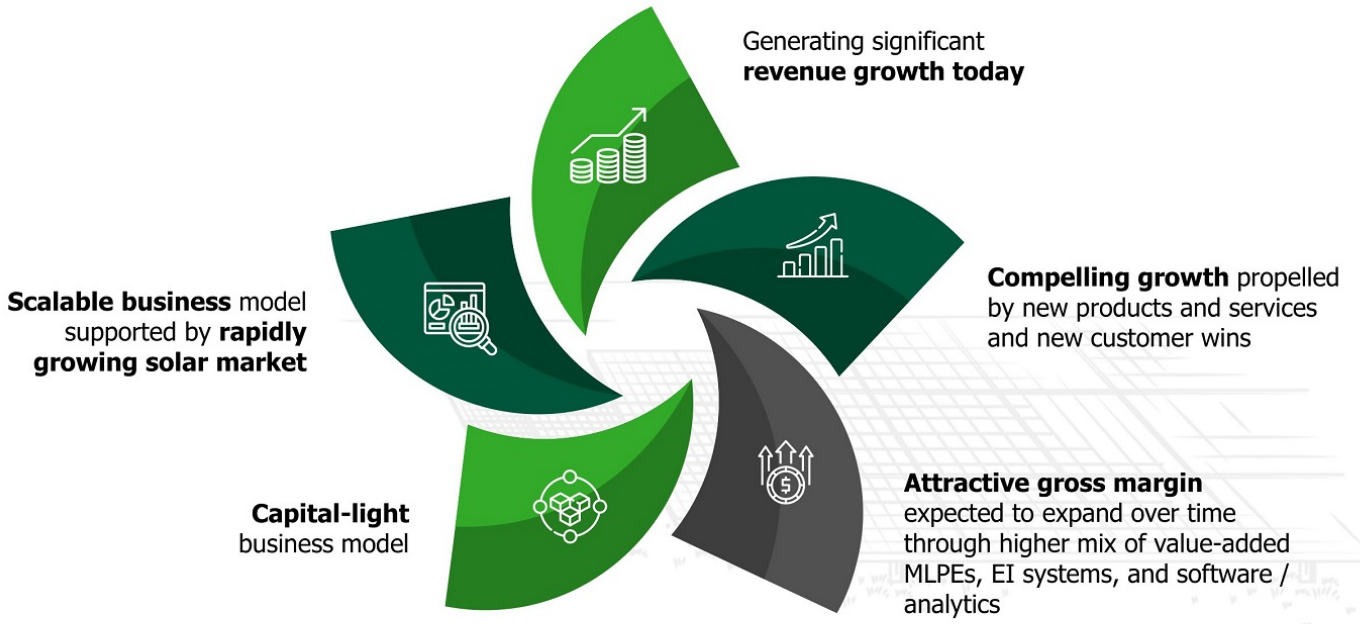 Generating significant
revenue growth today
Compelling growth propelled
by new products and services
and new customer wins
Attractive gross margin
expected to expand over time
through higher mix of value-added
MLPEs, EI systems, and software /
analytics
Capital-light
business model
Scalable business model
supported by rapidly
growing solar market
$